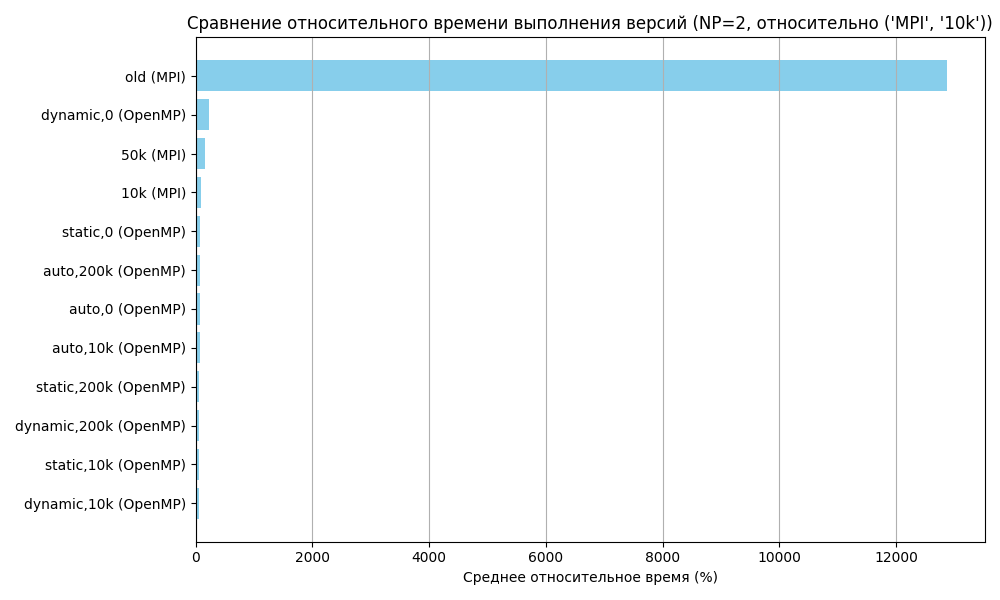 Сравнение относительного времени выполнения версий (NP=2, относительно ('MPI', '10k'))
old (MPI)
dynamic,0 (OpenMP)
50k (MPI)
10k (MPI)
static,0 (OpenMP)
auto,200k (OpenMP)
auto,0 (OpenMP)
auto,10k (OpenMP)
static,200k (OpenMP)
dynamic,200k (OpenMP)
static,10k (OpenMP)
dynamic,10k (OpenMP)
0 2000 4000 6000 8000 10000 12000
Среднее относительное время (%)